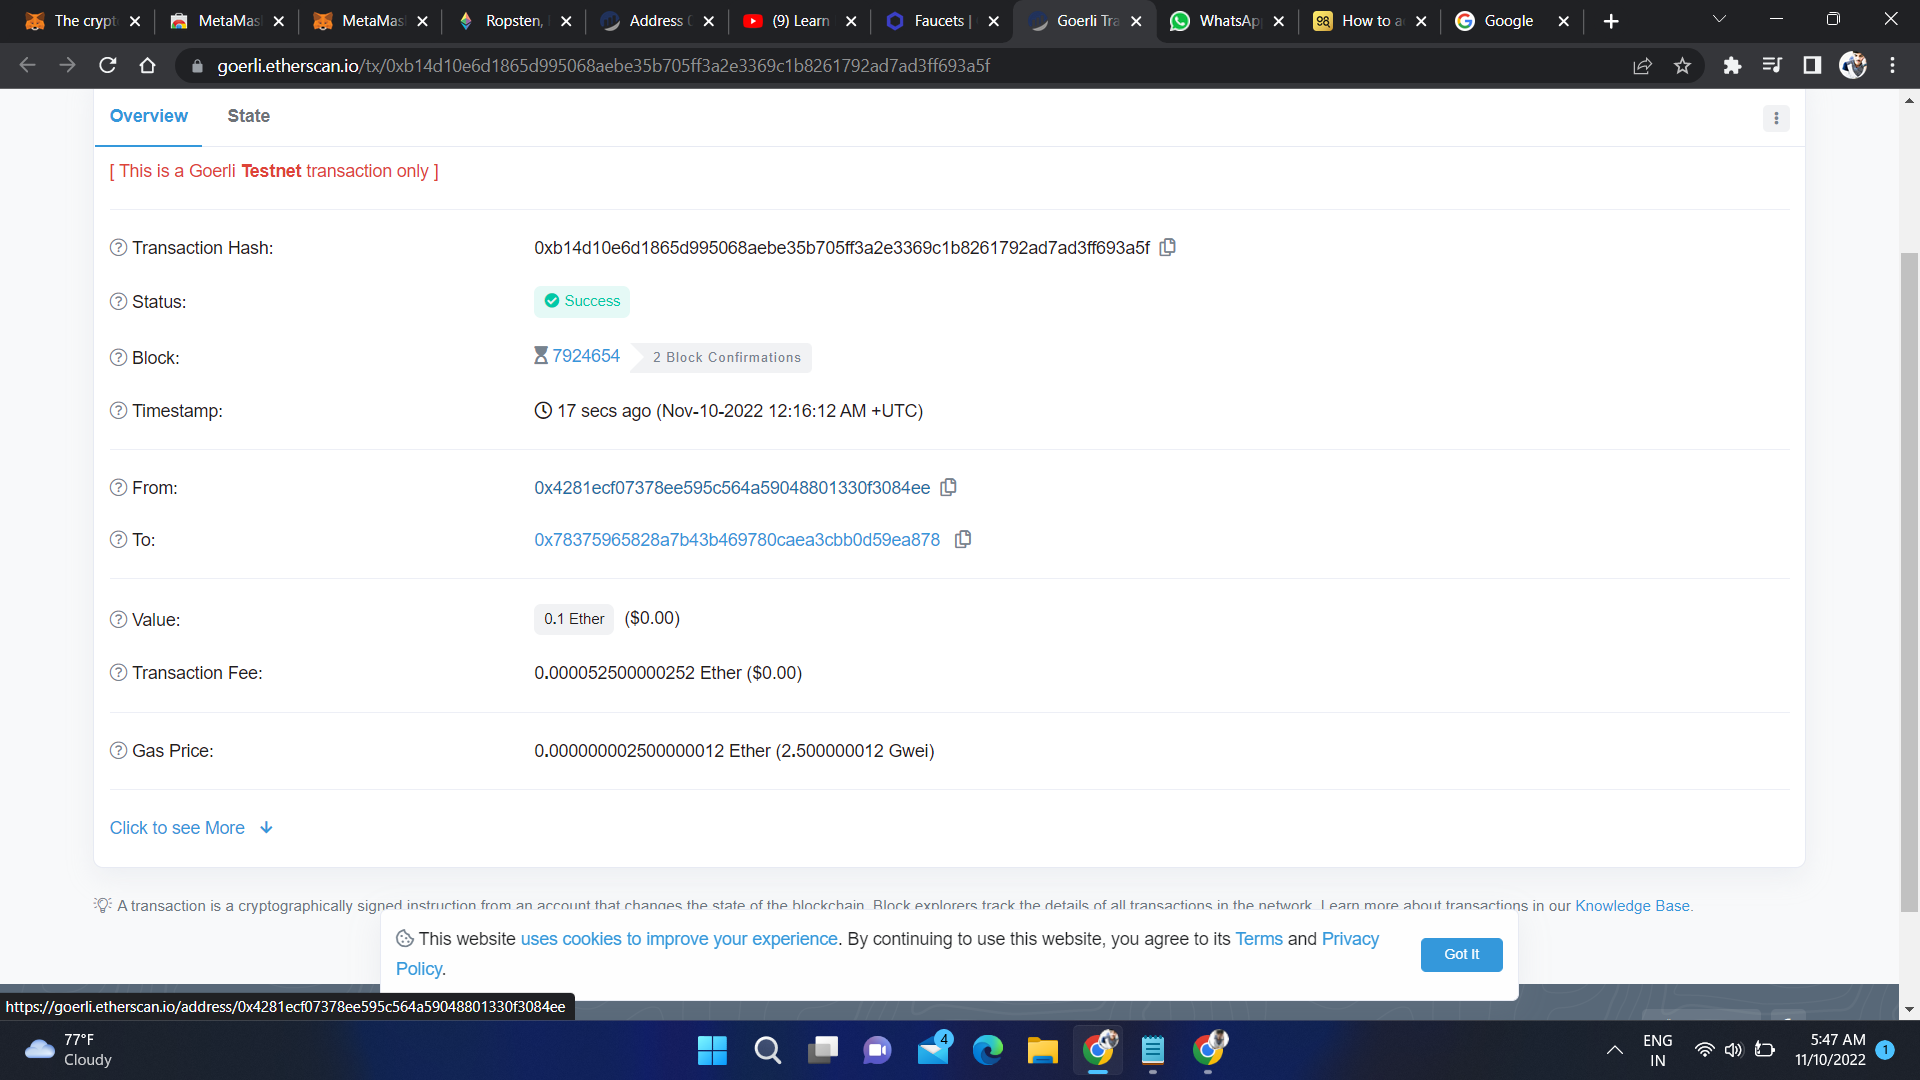 The crypt
MetaMas
MetaMas
Ropsten,
Address
(9) Learn
Faucets |
Goerli Tra
WhatsAp
98
How to a
Google
goerli.etherscan.io/tx/0xb14d10e6d1865d995068aebe35b705ff3a2e3369c1b8261792ad7ad3ff693a5f
Overview State
[ This is a Goerli Testnet transaction only ]
Transaction Hash: 0xb14d10e6d1865d995068aebe35b705ff3a2e3369c1b8261792ad7ad3ff693a5f
Status: Success
Block: 7924654 2 Block Confirmations
Timestamp: 17 secs ago (Nov-10-2022 12:16:12 AM +UTC)
From: 0x4281ecf07378ee595c564a59048801330f3084ee
To: 0x78375965828a7b43b469780caea3cbb0d59ea878
Value: 0.1 Ether ($0.00)
Transaction Fee: 0.000052500000252 Ether ($0.00)
Gas Price: 0.000000002500000012 Ether (2.500000012 Gwei)
Click to see More
A transaction is a cryptographically signed instruction from an account that changes the state of the blockchain. Block explorers track the details of all transactions in the network. Learn more about transactions in our Knowledge Base.
This website uses cookies to improve your experience. By continuing to use this website, you agree to its Terms and Privacy
Policy.
Got It
https://goerli.etherscan.io/address/0x4281ecf07378ee595c564a59048801330f3084ee
77°F
Cloudy
4
ENG
IN
5:47 AM
11/10/2022
1